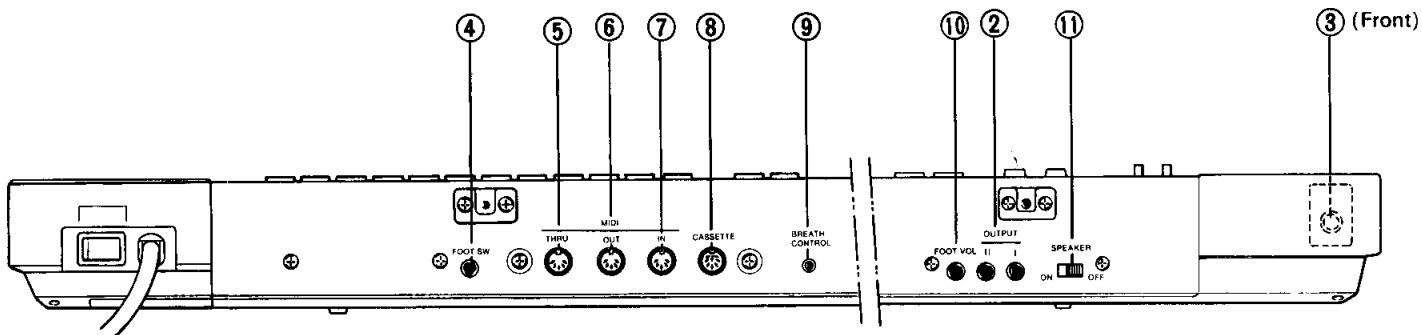 ④ ⑤ ⑥ ⑦ ⑧ ⑨ ⑩ ② ⑪ ③ (Front)
MIDI
THRU OUT IN
FOOT SW
CASSETTE
BREATH
CONTROL
OUTPUT
FOOT VOL II I
SPEAKER
ON OFF